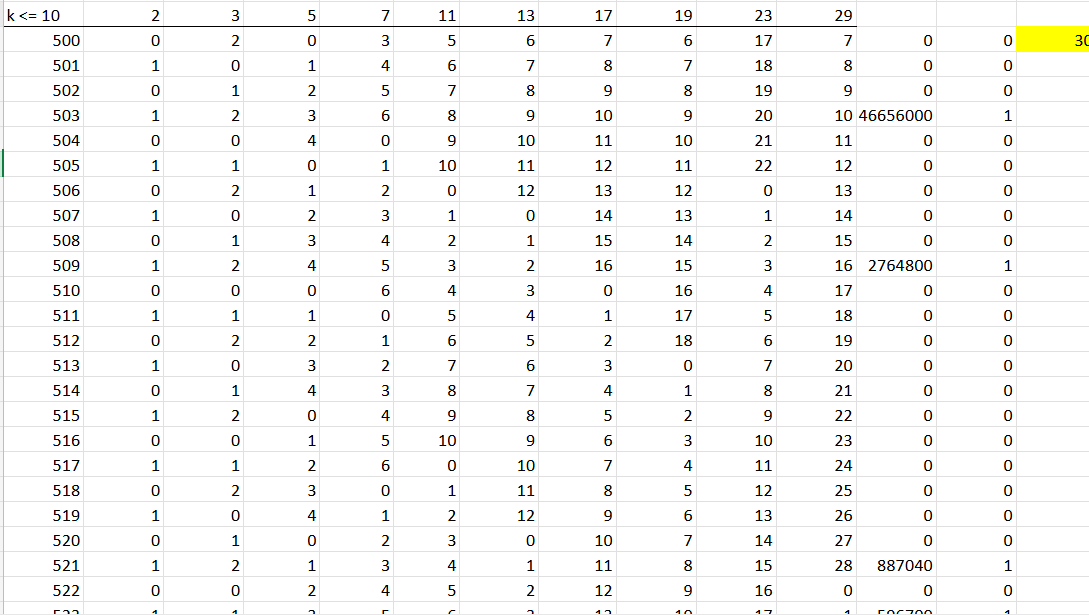 k <= 10 2 3 5 7 11 13 17 19 23 29
500 0 2 0 3 5 6 7 6 17 7 0 0 30
501 1 0 1 4 6 7 8 7 18 8 0 0
502 0 1 2 5 7 8 9 8 19 9 0 0
503 1 2 3 6 8 9 10 9 20 10 46656000 1
504 0 0 4 0 9 10 11 10 21 11 0 0
505 1 1 0 1 10 11 12 11 22 12 0 0
506 0 2 1 2 0 12 13 12 0 13 0 0
507 1 0 2 3 1 0 14 13 1 14 0 0
508 0 1 3 4 2 1 15 14 2 15 0 0
509 1 2 4 5 3 2 16 15 3 16 2764800 1
510 0 0 0 6 4 3 0 16 4 17 0 0
511 1 1 1 0 5 4 1 17 5 18 0 0
512 0 2 2 1 6 5 2 18 6 19 0 0
513 1 0 3 2 7 6 3 0 7 20 0 0
514 0 1 4 3 8 7 4 1 8 21 0 0
515 1 2 0 4 9 8 5 2 9 22 0 0
516 0 0 1 5 10 9 6 3 10 23 0 0
517 1 1 2 6 0 10 7 4 11 24 0 0
518 0 2 3 0 1 11 8 5 12 25 0 0
519 1 0 4 1 2 12 9 6 13 26 0 0
520 0 1 0 2 3 0 10 7 14 27 0 0
521 1 2 1 3 4 1 11 8 15 28 887040 1
522 0 0 2 4 5 2 12 9 16 0 0 0